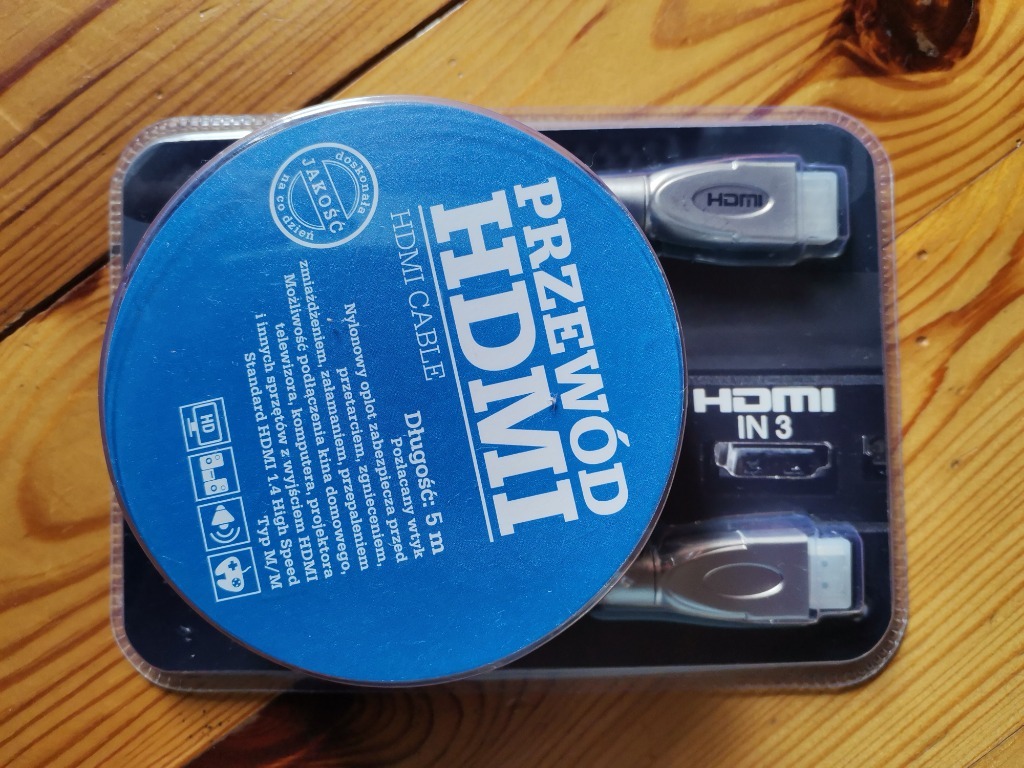 PRZEWÓD
HDMI
HDMI CABLE
doskonała
JAKOŚĆ
na co dzień
Długość: 5 m
Pozłacany wtyk
Nylonowy oplot zabezpiecza przed
przetarciem, zgnieceniem,
zmiażdżeniem, załamaniem, przepaleniem
Możliwość podłączenia kina domowego,
telewizora, komputera, projektora
i innych sprzętów z wyjściem HDMI
Standard HDMI 1.4 High Speed
Typ M/M
HD
HDMI
HDMI
IN 3